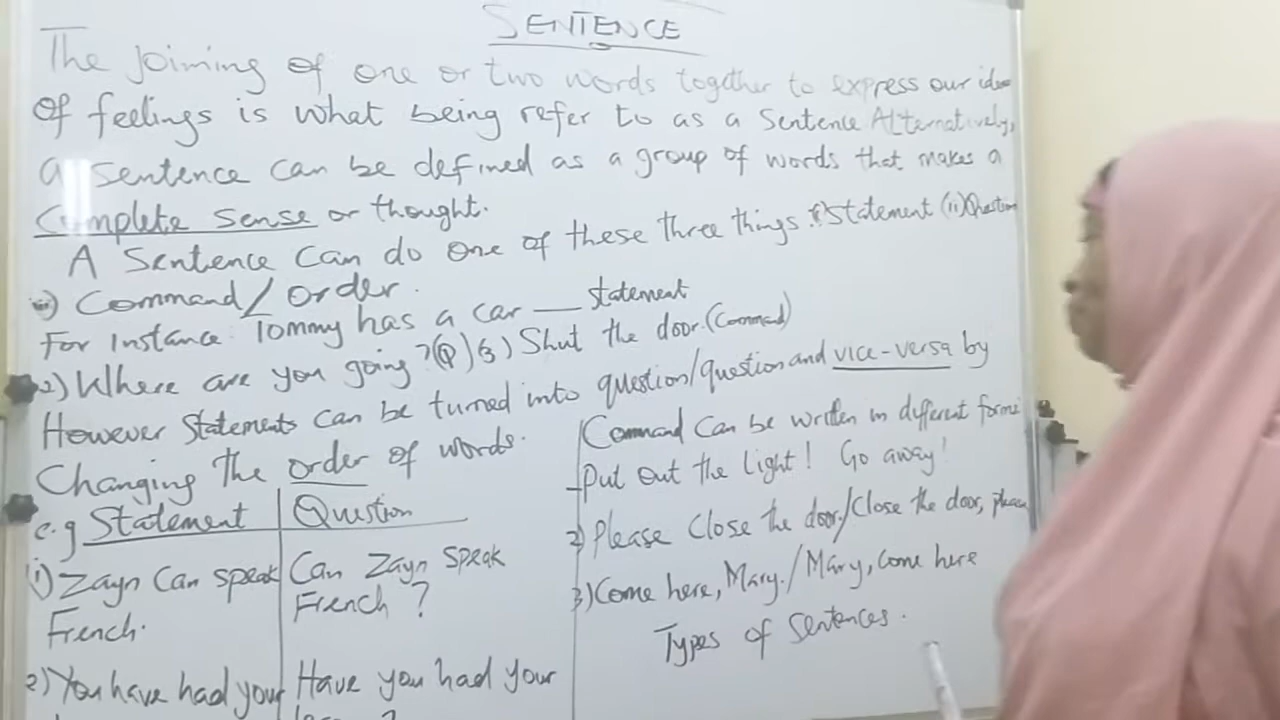 SENTENCE
The joining of one or two words together to express our
of feelings is what being refer to as a sentence Alternatively,
a sentence can be defined as a group of words that makes a
Complete sense or thought.
A Sentence can do one of these three things (i) Statement (ii) Question
iii) Command/Order.
For Instance: Tommy has a car — statement
2) Where are you going? (Q) 3) Shut the door. (Command)
However Statements can be turned into question/question and vice-versa by
Changing the order of words.
e.g Statement | Question
(i) Zayn can speak French. | Can Zayn speak French?
2) You have had your | Have you had your
Command can be written in different forms
Put out the light! Go away!
2) Please close the door./Close the door, please
3) Come here, Mary./Mary, come here
Types of sentences.